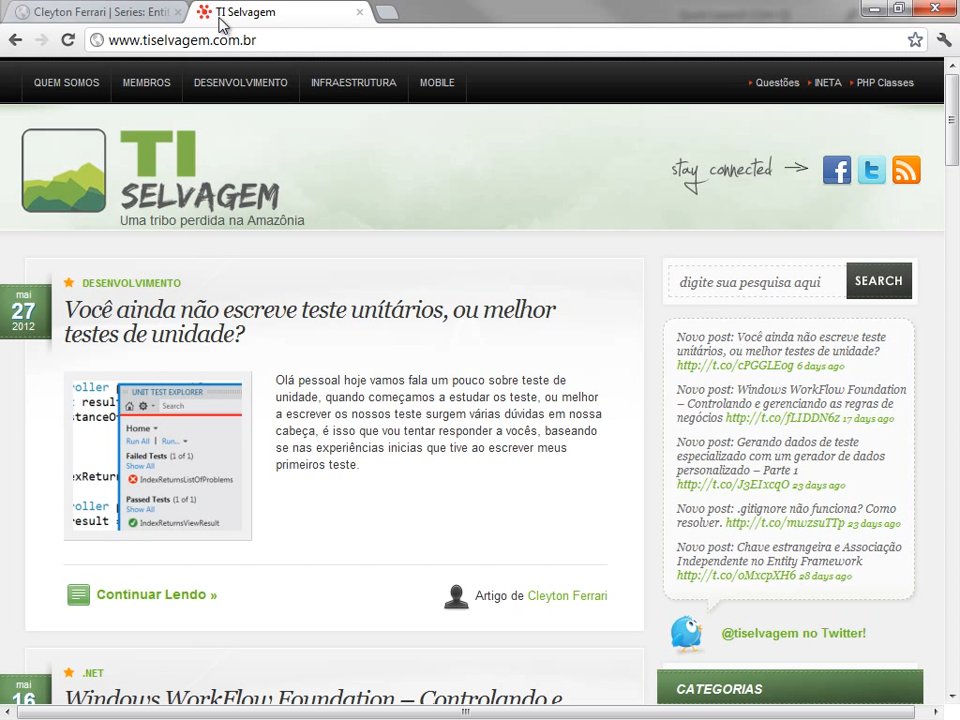 Cleyton Ferrari | Series: Entit
TI Selvagem
www.tiselvagem.com.br
QUEM SOMOS
MEMBROS
DESENVOLVIMENTO
INFRAESTRUTURA
MOBILE
Questões
INETA
PHP Classes
TI
SELVAGEM
Uma tribo perdida na Amazônia
stay connected
f
t
DESENVOLVIMENTO
mai
27
2012
Você ainda não escreve teste unítários, ou melhor
testes de unidade?
oller p
result
stanceOf
ndexRetur
roller p
result =
UNIT TEST EXPLORER
Search
Home
Run All | Run...
Failed Tests (1 of 1)
Show All
IndexReturnsListOfProblems
Passed Tests (1 of 1)
Show All
IndexReturnsViewResult
Olá pessoal hoje vamos fala um pouco sobre teste de
unidade, quando começamos a estudar os teste, ou melhor
a escrever os nossos teste surgem várias dúvidas em nossa
cabeça, é isso que vou tentar responder a vocês, baseando
se nas experiências inicias que tive ao escrever meus
primeiros teste.
Continuar Lendo »
Artigo de Cleyton Ferrari
.NET
mai
16
Windows WorkFlow Foundation – Controlando e
digite sua pesquisa aqui
SEARCH
Novo post: Você ainda não escreve teste
unítários, ou melhor testes de unidade?
http://t.co/cPGGLEog 6 days ago
Novo post: Windows WorkFlow Foundation
– Controlando e gerenciando as regras de
negócios http://t.co/fLIDDN6z 17 days ago
Novo post: Gerando dados de teste
especializado com um gerador de dados
personalizado – Parte 1
http://t.co/J3EIxcqO 23 days ago
Novo post: .gitignore não funciona? Como
resolver. http://t.co/mwzsuTTp 23 days ago
Novo post: Chave estrangeira e Associação
Independente no Entity Framework
http://t.co/oMxcpXH6 28 days ago
@tiselvagem no Twitter!
CATEGORIAS